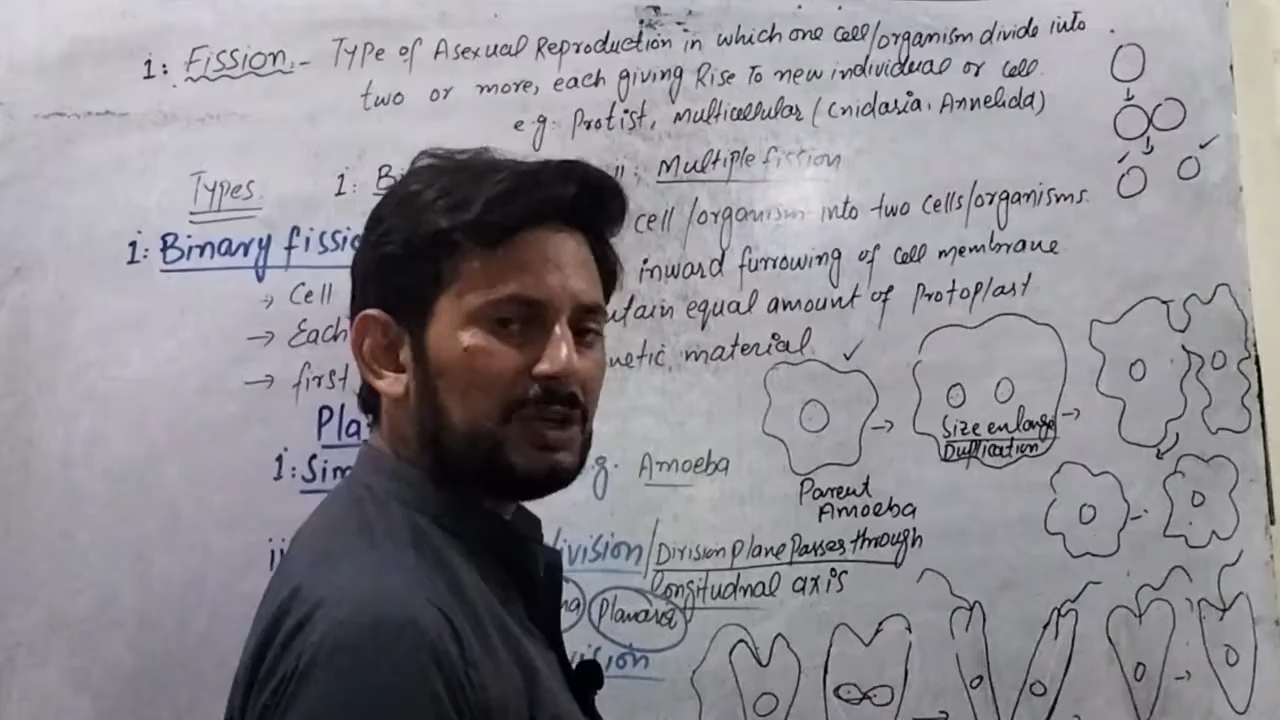 1: Fission:- Type of Asexual Reproduction in which one cell/organism divide into
two or more, each giving Rise To new individual or cell.
e.g: Protist, multicellular (Cnidaria, Annelida)
Types 1: ii: Multiple fission
1: Binary fissio
cell/organism into two cells/organisms.
→ Cell inward furrowing of cell membrane
→ Each tain equal amount of Protoplast
→ first netic material
Pla
1: Sim g. Amoeba
Size enlarge
Duplication
Parent
Amoeba
ivision/Division Plane Passes through
longitudnal axis
na Planaria
ii
vision